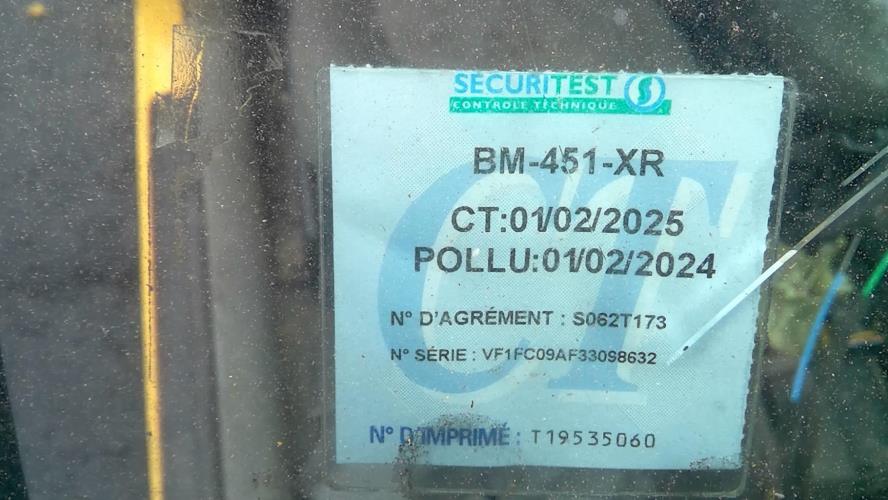 SECURITEST
CONTROLE TECHNIQUE
BM-451-XR
CT:01/02/2025
POLLU:01/02/2024
N° D'AGRÉMENT : S062T173
N° SÉRIE : VF1FC09AF33098632
N° D'IMPRIMÉ : T19535060